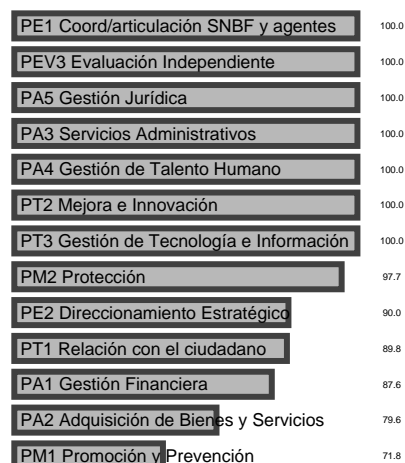 PE1 Coord/articulación SNBF y agentes 100.0
PEV3 Evaluación Independiente 100.0
PA5 Gestión Jurídica 100.0
PA3 Servicios Administrativos 100.0
PA4 Gestión de Talento Humano 100.0
PT2 Mejora e Innovación 100.0
PT3 Gestión de Tecnología e Información 100.0
PM2 Protección 97.7
PE2 Direccionamiento Estratégico 90.0
PT1 Relación con el ciudadano 89.8
PA1 Gestión Financiera 87.6
PA2 Adquisición de Bienes y Servicios 79.6
PM1 Promoción y Prevención 71.8